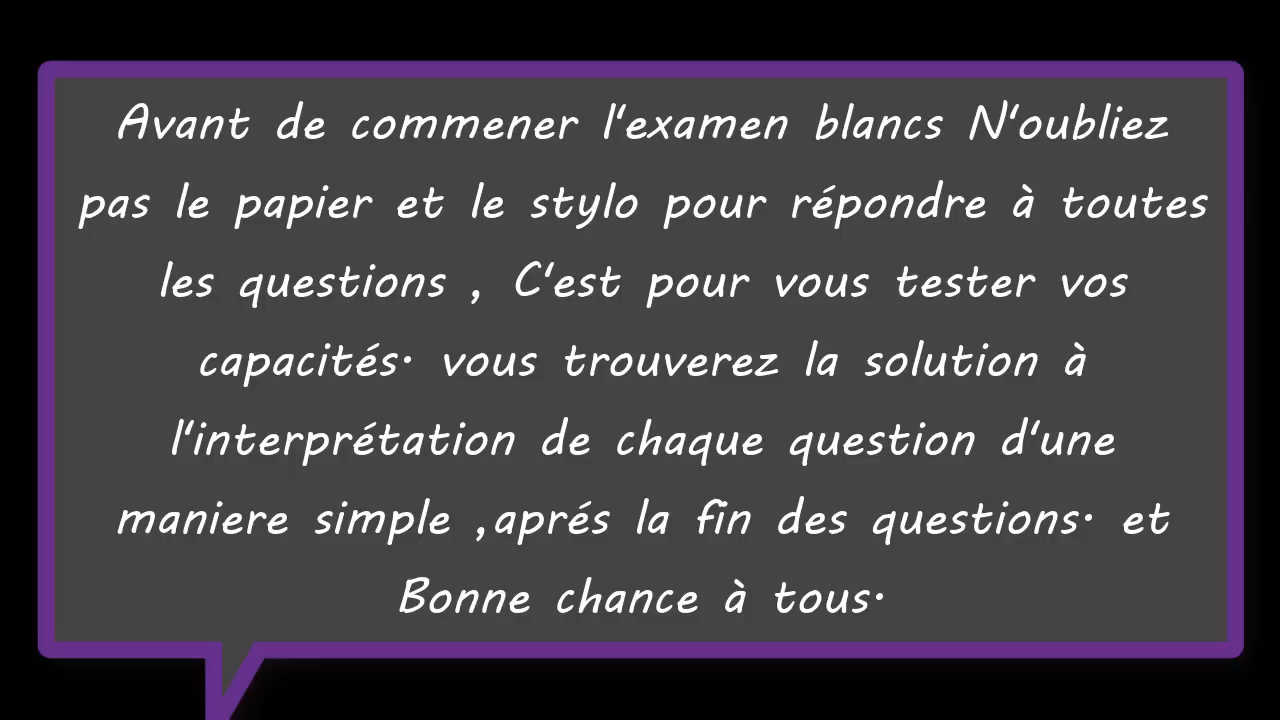 Avant de commener l'examen blancs N'oubliez
pas le papier et le stylo pour répondre à toutes
les questions , C'est pour vous tester vos
capacités. vous trouverez la solution à
l'interprétation de chaque question d'une
maniere simple ,aprés la fin des questions. et
Bonne chance à tous.